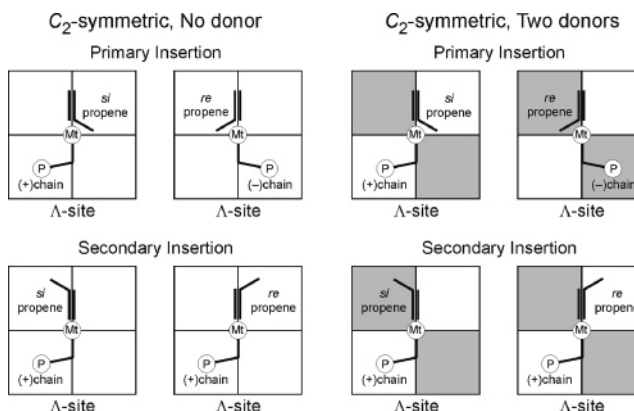 C2-symmetric, No donor
Primary Insertion
si
propene
Mt
P
(+)chain
Λ-site
re
propene
Mt
P
(–)chain
Λ-site
Secondary Insertion
si
propene
Mt
P
(+)chain
Λ-site
re
propene
Mt
P
(+)chain
Λ-site
C2-symmetric, Two donors
Primary Insertion
si
propene
Mt
P
(+)chain
Λ-site
re
propene
Mt
P
(–)chain
Λ-site
Secondary Insertion
si
propene
Mt
P
(+)chain
Λ-site
re
propene
Mt
P
(+)chain
Λ-site